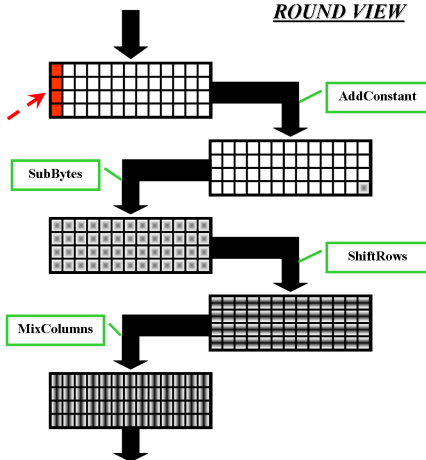 ROUND VIEW
AddConstant
SubBytes
ShiftRows
MixColumns